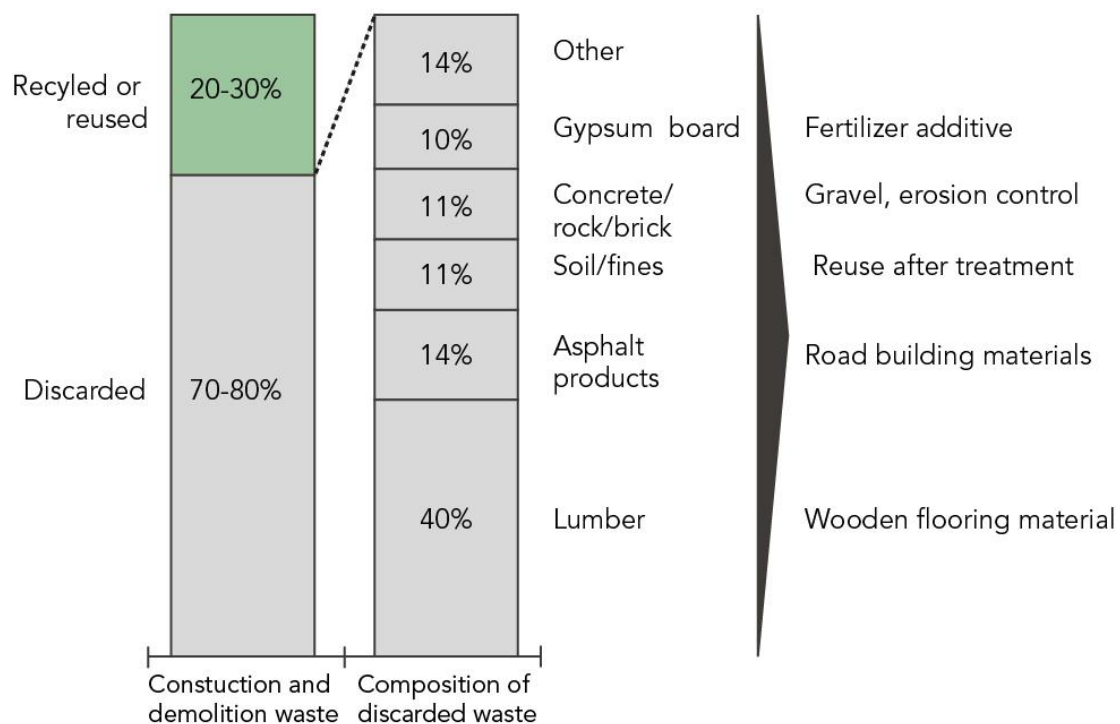 Recyled or
reused
20-30%
Discarded
70-80%
14%
Other
10%
Gypsum board
Fertilizer additive
11%
Concrete/
rock/brick
Gravel, erosion control
11%
Soil/fines
Reuse after treatment
14%
Asphalt
products
Road building materials
40%
Lumber
Wooden flooring material
Constuction and
demolition waste
Composition of
discarded waste